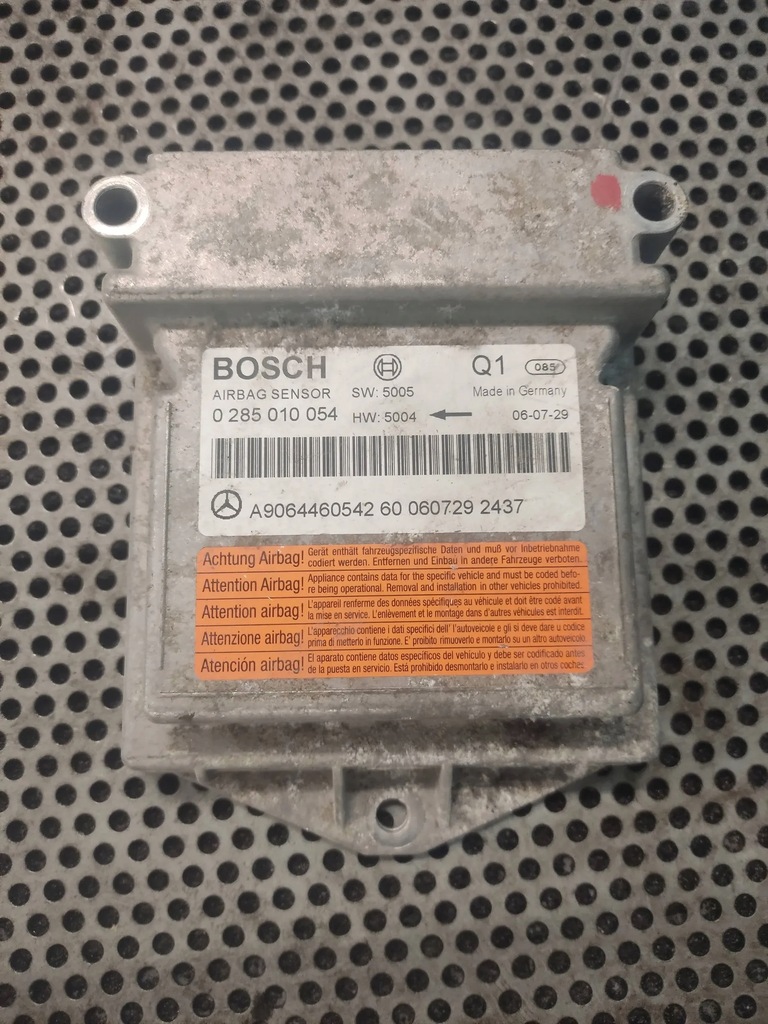 BOSCH Q1 085
AIRBAG SENSOR SW: 5005 Made in Germany
0 285 010 054 HW: 5004 06-07-29
A9064460542 60 060729 2437
Achtung Airbag! Gerät enthält fahrzeugspezifische Daten und muß vor Inbetriebnahme
codiert werden. Entfernen und Einbau in andere Fahrzeuge verboten.
Attention Airbag! Appliance contains data for the specific vehicle and must be coded befo-
re being operational. Removal and installation in other vehicles prohibited.
Attention airbag! L'appareil renferme des données spécifiques au véhicule et doit être codé avant
la mise en service. L'enlèvement et le montage dans d'autres véhicules est interdit.
Attenzione airbag! L'apparecchio contiene i dati specifici dell' l'autoveicolo e gli si deve dare u codice
prima di metterlo in funzione. E' proibito rimuoverlo e montarlo su un altro autoveicolo
Atención airbag! El aparato contiene datos especificos del vehículo y debe ser codificado antes
de la puesta en servicio. Está prohibido desmontarlo e instalarlo en otros coches.